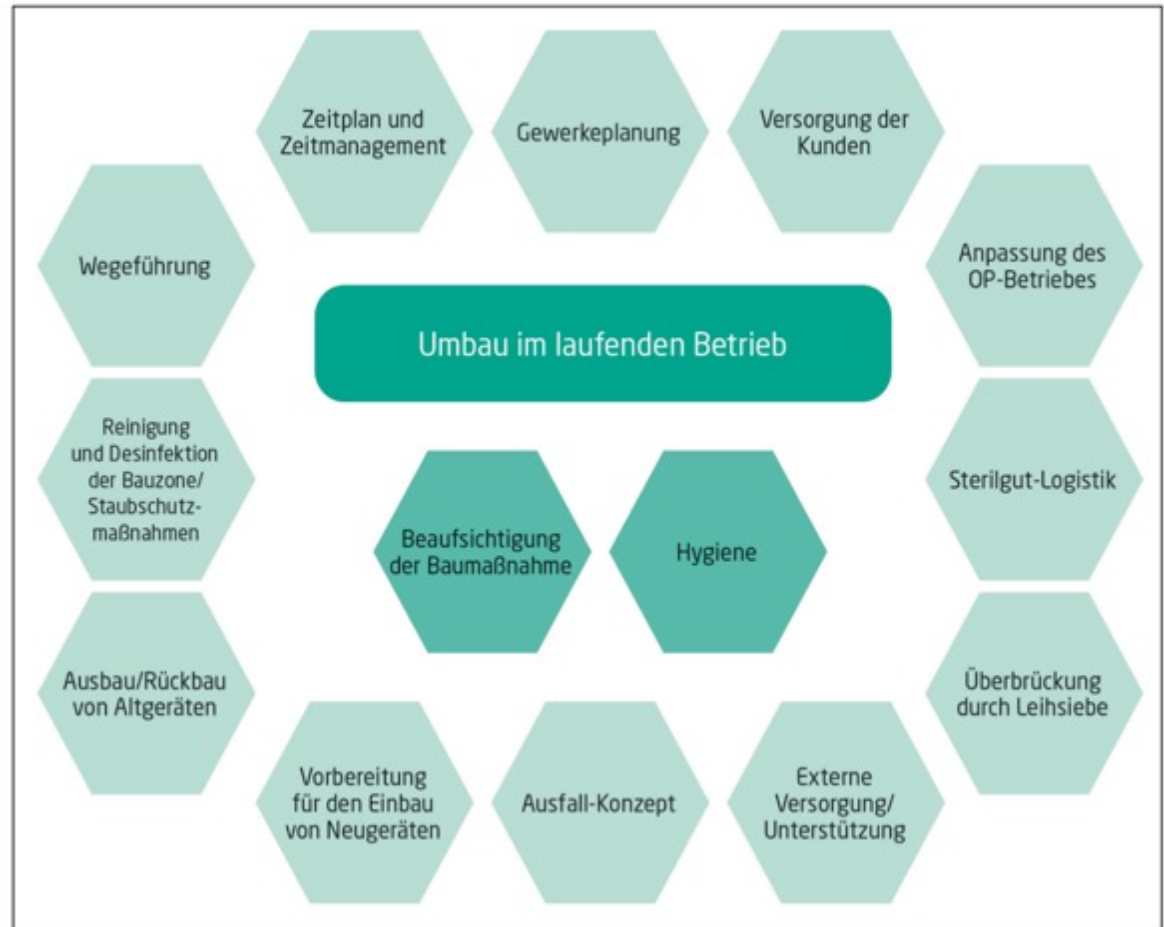 Zeitplan und
Zeitmanagement
Gewerkeplanung
Versorgung der
Kunden
Wegeführung
Anpassung des
OP-Betriebes
Umbau im laufenden Betrieb
Reinigung
und Desinfektion
der Bauzone/
Staubschutz-
maßnahmen
Sterilgut-Logistik
Beaufsichtigung
der Baumaßnahme
Hygiene
Ausbau/Rückbau
von Altgeräten
Überbrückung
durch Leihsiebe
Vorbereitung
für den Einbau
von Neugeräten
Ausfall-Konzept
Externe
Versorgung/
Unterstützung